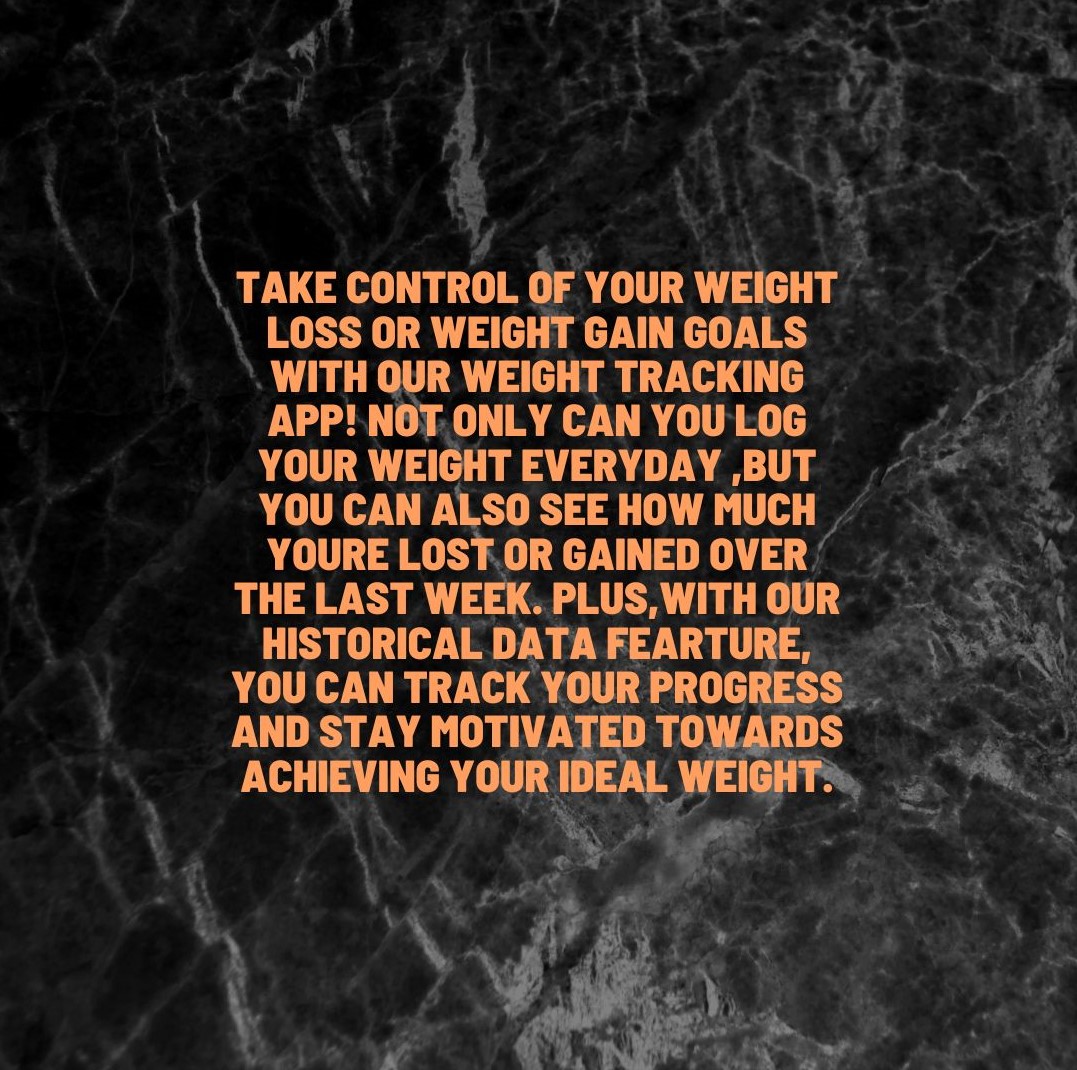 TAKE CONTROL OF YOUR WEIGHT
LOSS OR WEIGHT GAIN GOALS
WITH OUR WEIGHT TRACKING
APP! NOT ONLY CAN YOU LOG
YOUR WEIGHT EVERYDAY ,BUT
YOU CAN ALSO SEE HOW MUCH
YOURE LOST OR GAINED OVER
THE LAST WEEK. PLUS,WITH OUR
HISTORICAL DATA FEARTURE,
YOU CAN TRACK YOUR PROGRESS
AND STAY MOTIVATED TOWARDS
ACHIEVING YOUR IDEAL WEIGHT.